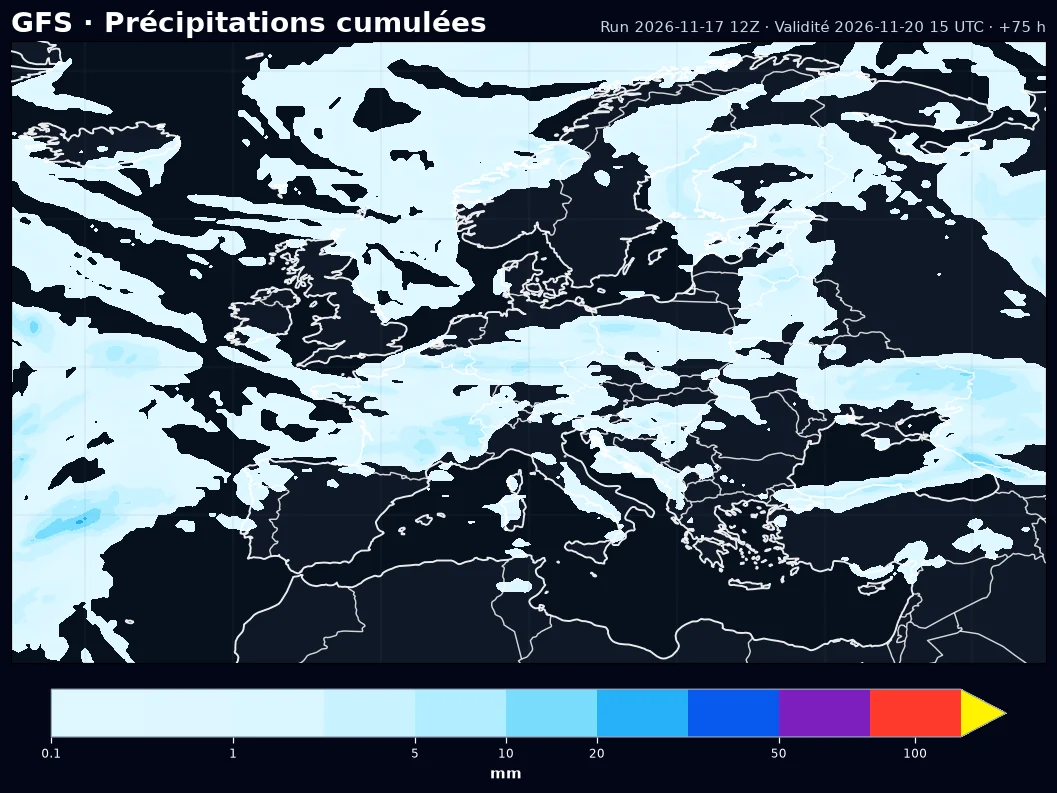 GFS · Précipitations cumulées
Run 2026-11-17 12Z · Validité 2026-11-20 15 UTC · +75 h
0.1 1 5 10 20 50 100
mm